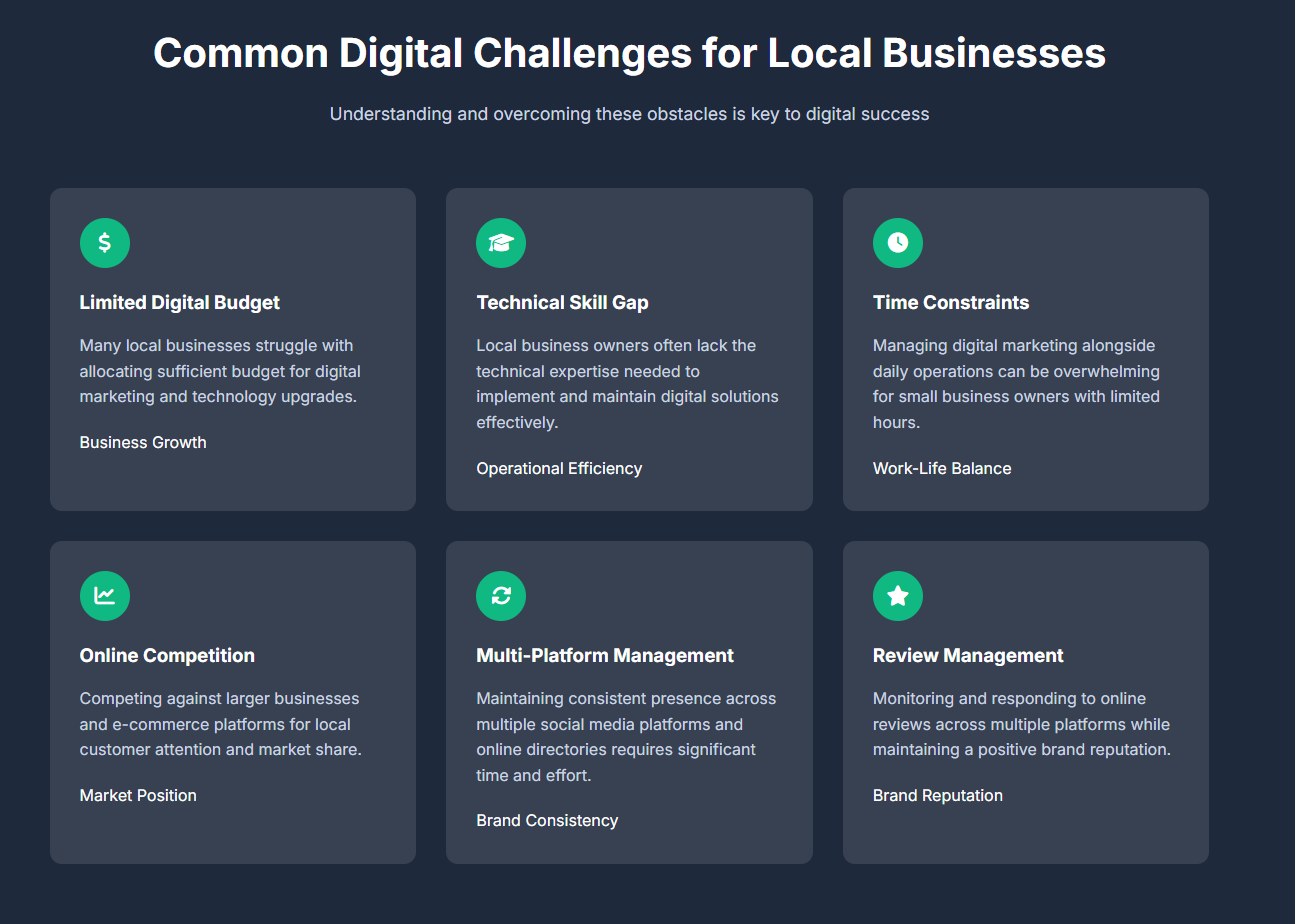 Common Digital Challenges for Local Businesses
Understanding and overcoming these obstacles is key to digital success
Limited Digital Budget
Many local businesses struggle with
allocating sufficient budget for digital
marketing and technology upgrades.
Business Growth
Technical Skill Gap
Local business owners often lack the
technical expertise needed to
implement and maintain digital solutions
effectively.
Operational Efficiency
Time Constraints
Managing digital marketing alongside
daily operations can be overwhelming
for small business owners with limited
hours.
Work-Life Balance
Online Competition
Competing against larger businesses
and e-commerce platforms for local
customer attention and market share.
Market Position
Multi-Platform Management
Maintaining consistent presence across
multiple social media platforms and
online directories requires significant
time and effort.
Brand Consistency
Review Management
Monitoring and responding to online
reviews across multiple platforms while
maintaining a positive brand reputation.
Brand Reputation